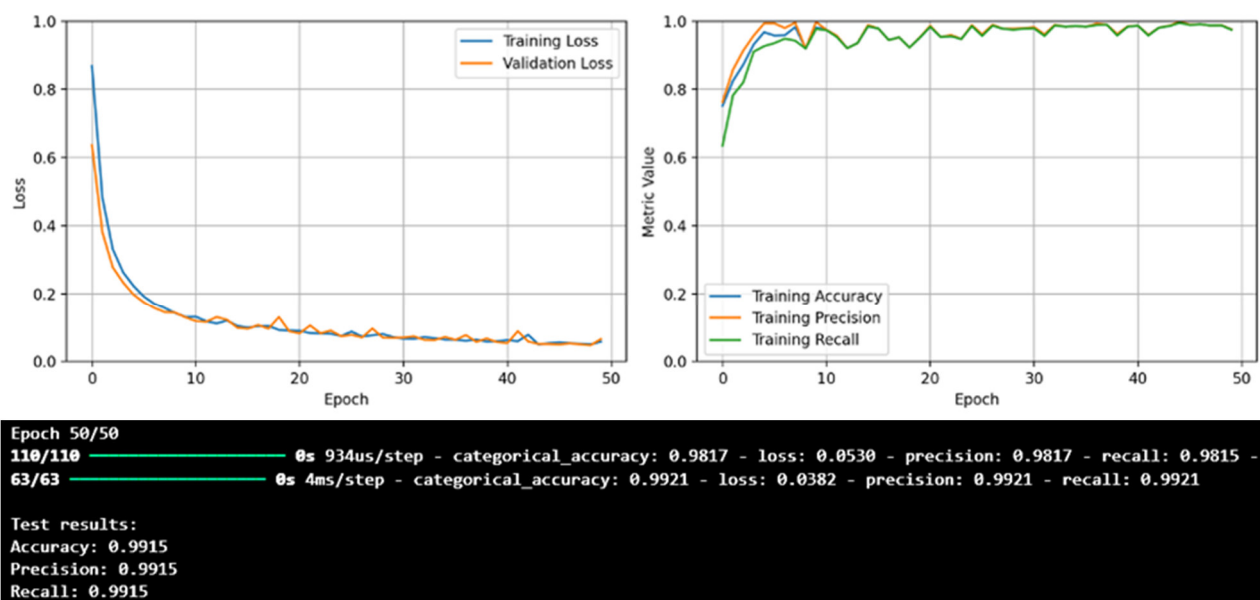 1.0
0.8
0.6
0.4
0.2
0.0
Loss
Training Loss
Validation Loss
0 10 20 30 40 50
Epoch
1.0
0.8
0.6
0.4
0.2
0.0
Metric Value
Training Accuracy
Training Precision
Training Recall
0 10 20 30 40 50
Epoch
Epoch 50/50
110/110 0s 934us/step - categorical_accuracy: 0.9817 - loss: 0.0530 - precision: 0.9817 - recall: 0.9815 -
63/63 0s 4ms/step - categorical_accuracy: 0.9921 - loss: 0.0382 - precision: 0.9921 - recall: 0.9921
Test results:
Accuracy: 0.9915
Precision: 0.9915
Recall: 0.9915